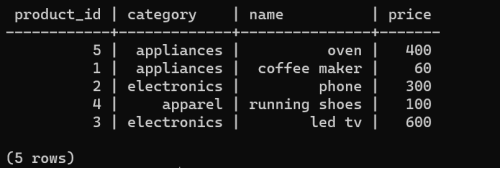 product_id | category | name | price
------------+-------------+---------------+-------
5 | appliances | oven | 400
1 | appliances | coffee maker | 60
2 | electronics | phone | 300
4 | apparel | running shoes | 100
3 | electronics | led tv | 600
(5 rows)